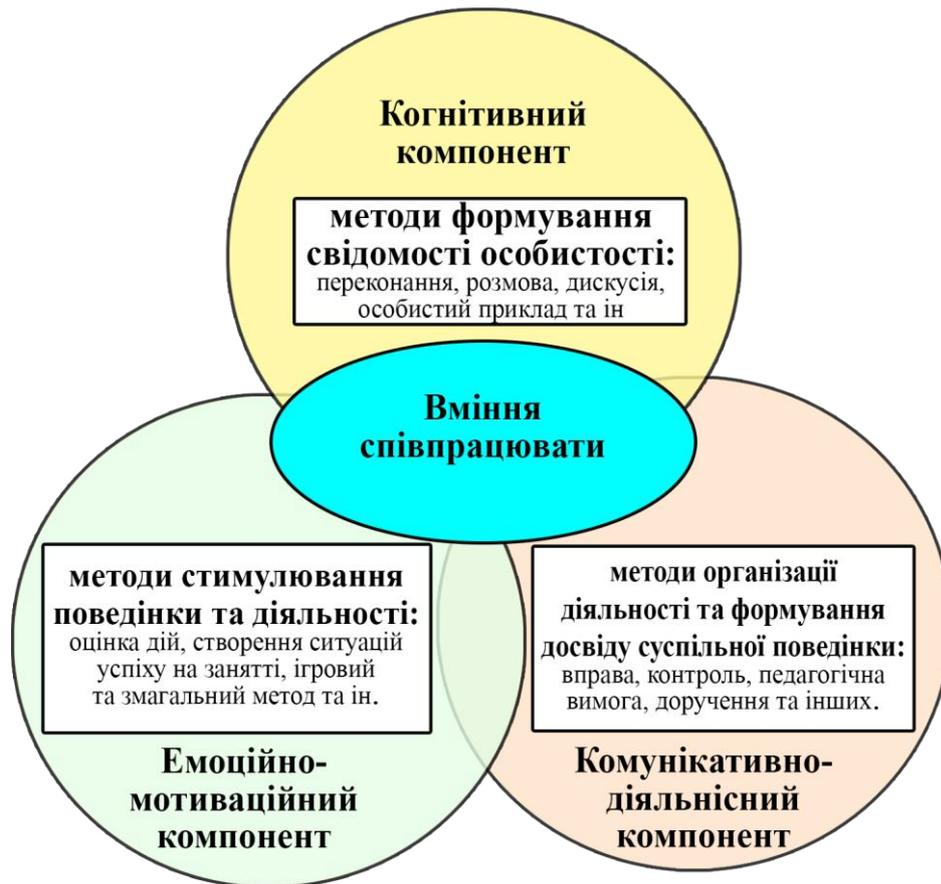 Когнітивний
компонент
методи формування
свідомості особистості:
переконання, розмова, дискусія,
особистий приклад та ін
Вміння
співпрацювати
методи стимулювання
поведінки та діяльності:
оцінка дій, створення ситуацій
успіху на занятті, ігровий
та змагальний метод та ін.
Емоційно-
мотиваційний
компонент
методи організації
діяльності та формування
досвіду суспільної поведінки:
вправа, контроль, педагогічна
вимога, доручення та інших.
Комунікативно-
діяльнісний
компонент